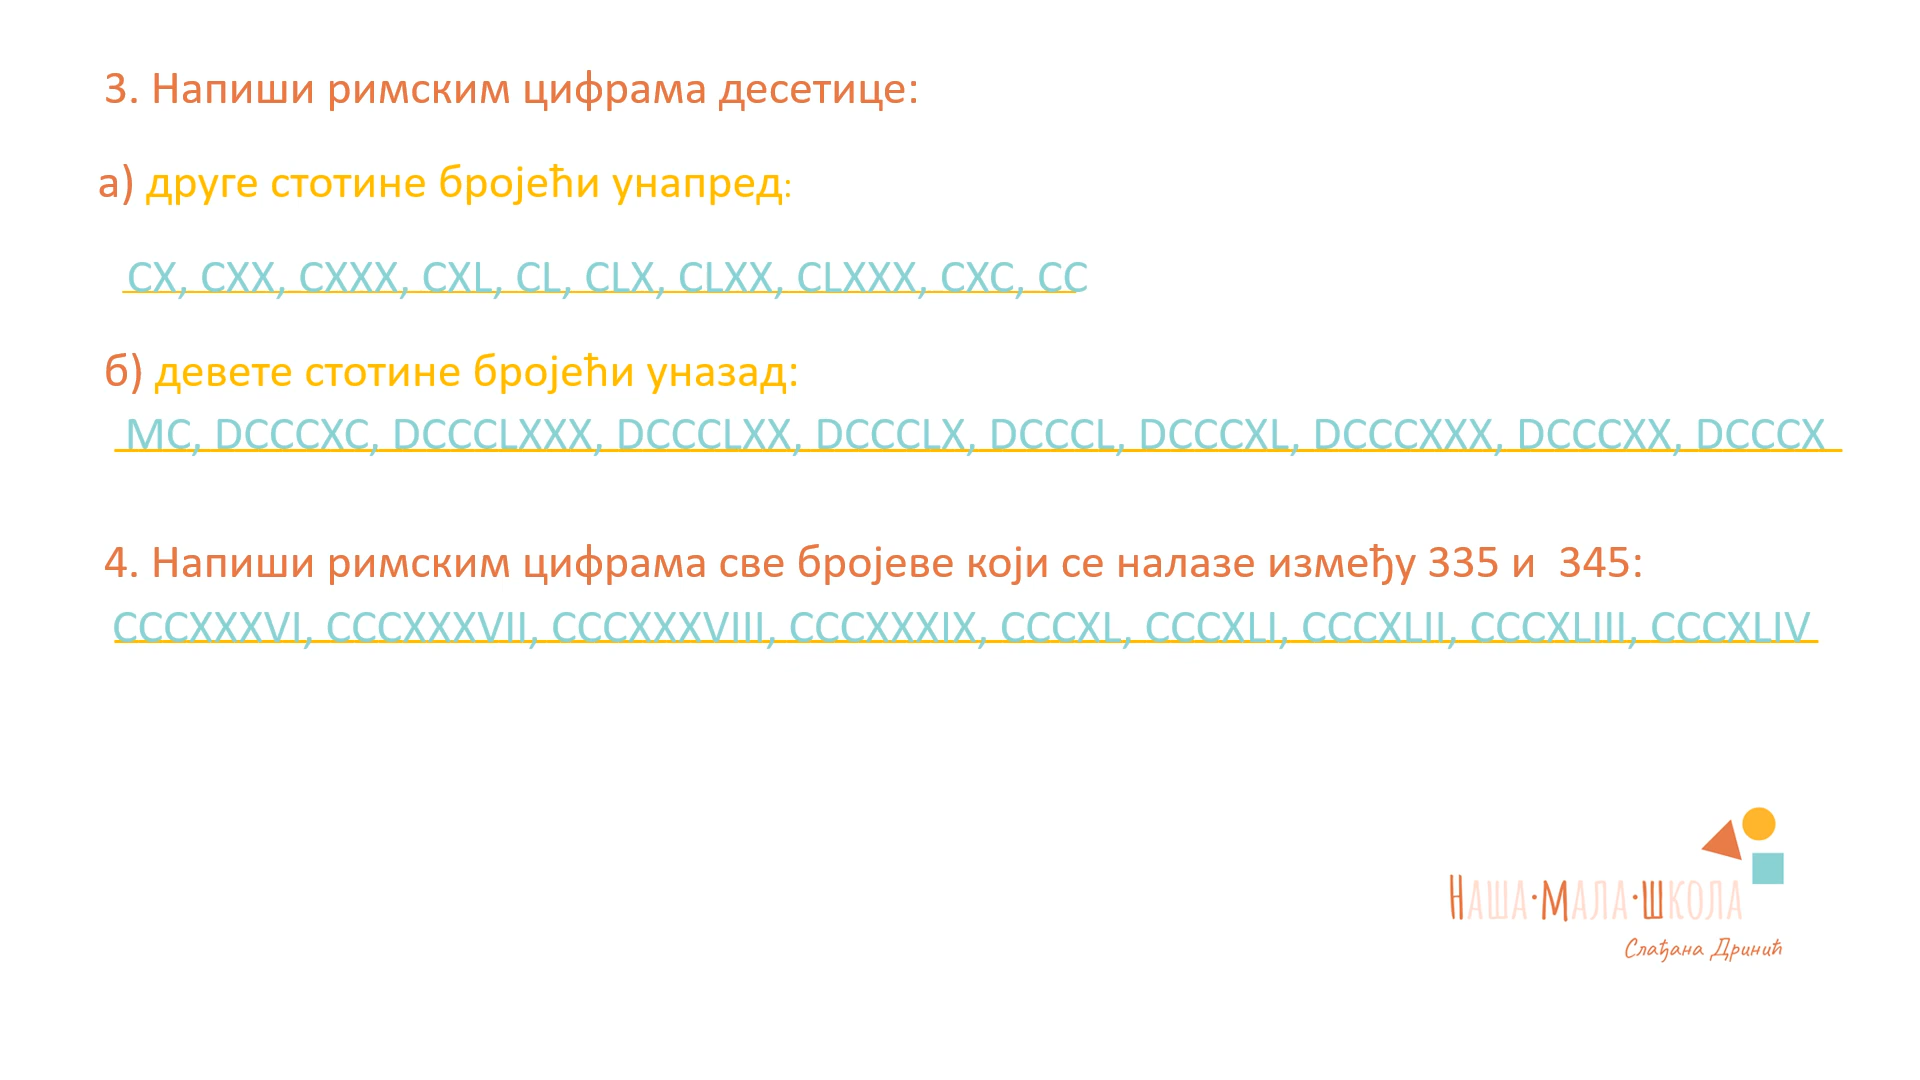 3. Напиши римским цифрама десетице:
а) друге стотине бројећи унапред:
CX, CXX, CXXX, CXL, CL, CLX, CLXX, CLXXX, CXC, CC
б) девете стотине бројећи уназад:
MC, DCCCXC, DCCCLXXX, DCCCLXX, DCCCLX, DCCCL, DCCCXL, DCCCXXX, DCCCXX, DCCCX
4. Напиши римским цифрама све бројеве који се налазе између 335 и  345:
CCCXXXVI, CCCXXXVII, CCCXXXVIII, CCCXXXIX, CCCXL, CCCXLI, CCCXLII, CCCXLIII, CCCXLIV
Наша·Мала·школа
Слађана Дринић